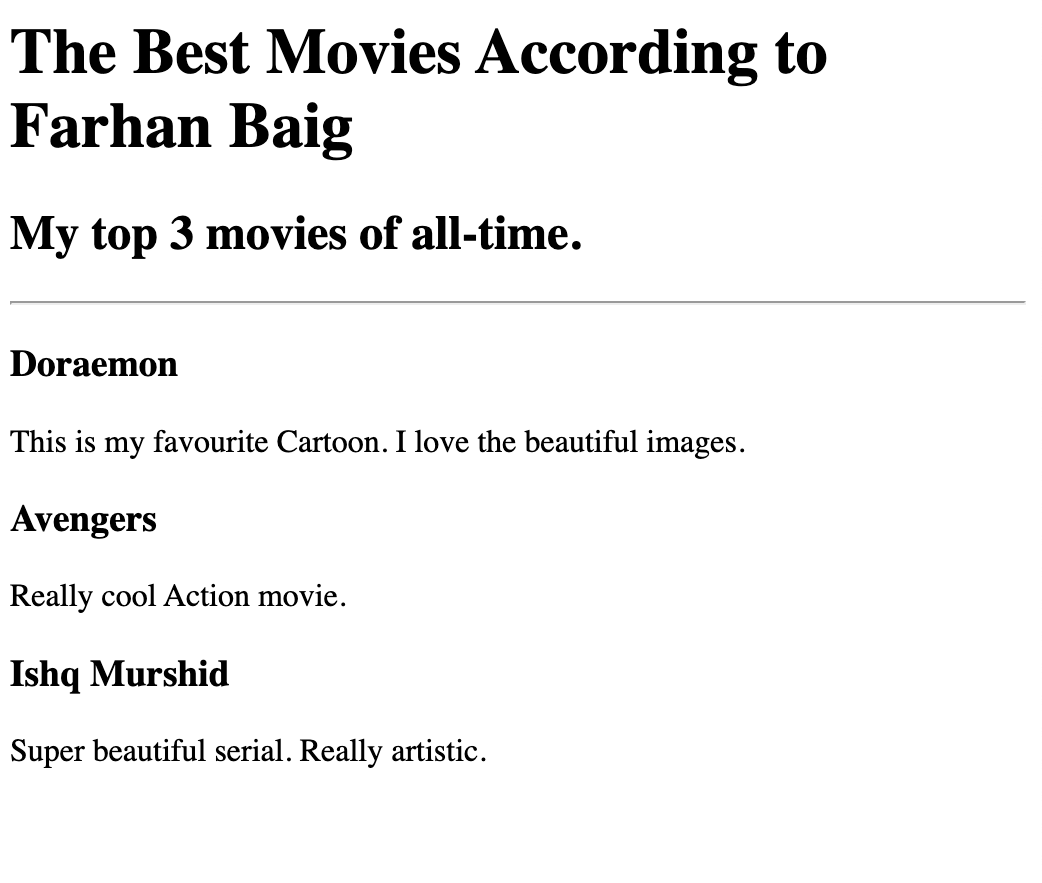 The Best Movies According to
Farhan Baig
My top 3 movies of all-time.
Doraemon
This is my favourite Cartoon. I love the beautiful images.
Avengers
Really cool Action movie.
Ishq Murshid
Super beautiful serial. Really artistic.